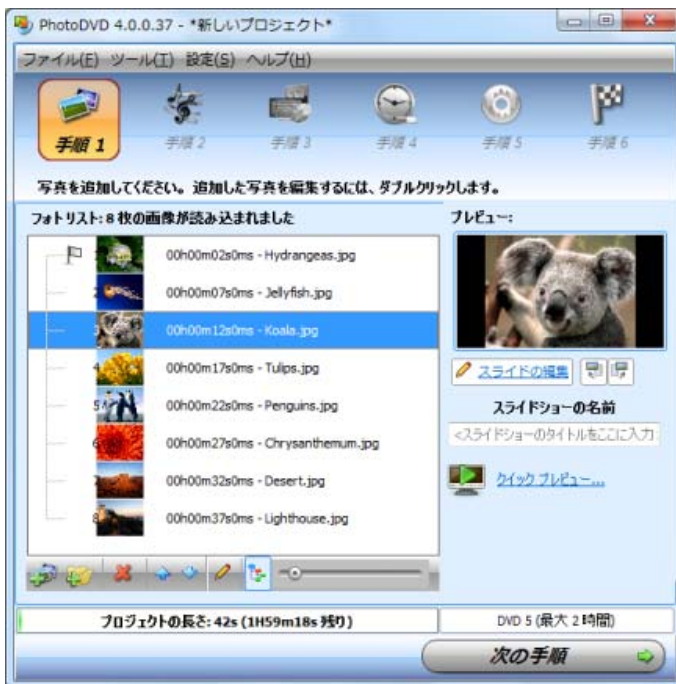 PhotoDVD 4.0.0.37 - *新しいプロジェクト*
ファイル(F) ツール(T) 設定(S) ヘルプ(H)
手順 1 手順 2 手順 3 手順 4 手順 5 手順 6
写真を追加してください。追加した写真を編集するには、ダブルクリックします。
フォトリスト: 8 枚の画像が読み込まれました
プレビュー:
1 00h00m02s0ms - Hydrangeas.jpg
2 00h00m07s0ms - Jellyfish.jpg
3 00h00m12s0ms - Koala.jpg
4 00h00m17s0ms - Tulips.jpg
5 00h00m22s0ms - Penguins.jpg
6 00h00m27s0ms - Chrysanthemum.jpg
7 00h00m32s0ms - Desert.jpg
8 00h00m37s0ms - Lighthouse.jpg
スライドの編集
スライドショーの名前
<スライドショーのタイトルをここに入力
クイック プレビュー...
プロジェクトの長さ: 42s (1H59m18s 残り)
DVD 5 (最大 2 時間)
次の手順